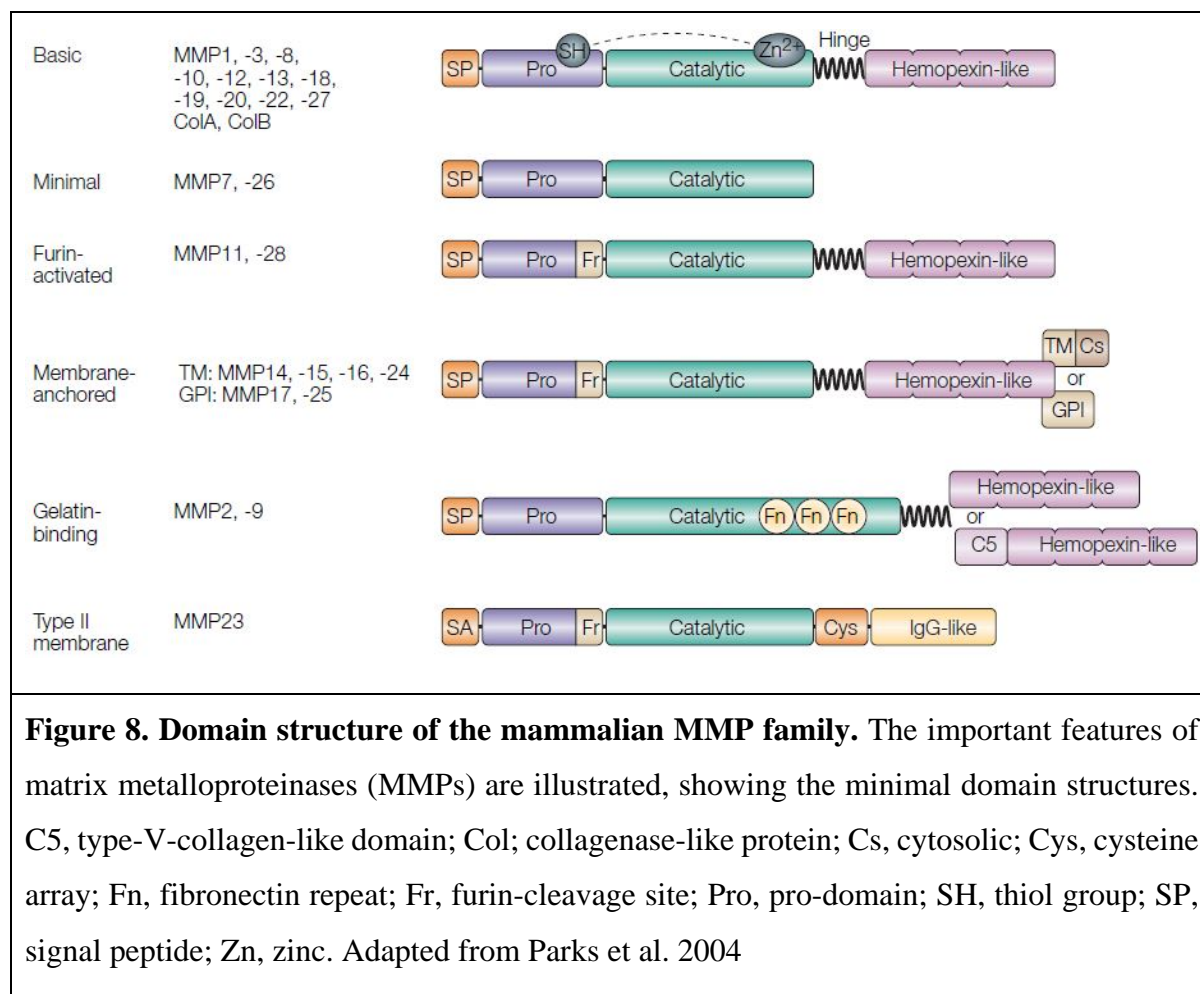 Basic
MMP1, -3, -8,
-10, -12, -13, -18,
-19, -20, -22, -27
ColA, ColB
SP Pro SH Catalytic Zn2+ Hinge Hemopexin-like
Minimal
MMP7, -26
SP Pro Catalytic
Furin-
activated
MMP11, -28
SP Pro Fr Catalytic Hemopexin-like
Membrane-
anchored
TM: MMP14, -15, -16, -24
GPI: MMP17, -25
SP Pro Fr Catalytic Hemopexin-like
TM Cs
or
GPI
Gelatin-
binding
MMP2, -9
SP Pro Catalytic Fn Fn Fn
Hemopexin-like
or
C5 Hemopexin-like
Type II
membrane
MMP23
SA Pro Fr Catalytic Cys IgG-like
Figure 8. Domain structure of the mammalian MMP family. The important features of
matrix metalloproteinases (MMPs) are illustrated, showing the minimal domain structures.
C5, type-V-collagen-like domain; Col; collagenase-like protein; Cs, cytosolic; Cys, cysteine
array; Fn, fibronectin repeat; Fr, furin-cleavage site; Pro, pro-domain; SH, thiol group; SP,
signal peptide; Zn, zinc. Adapted from Parks et al. 2004